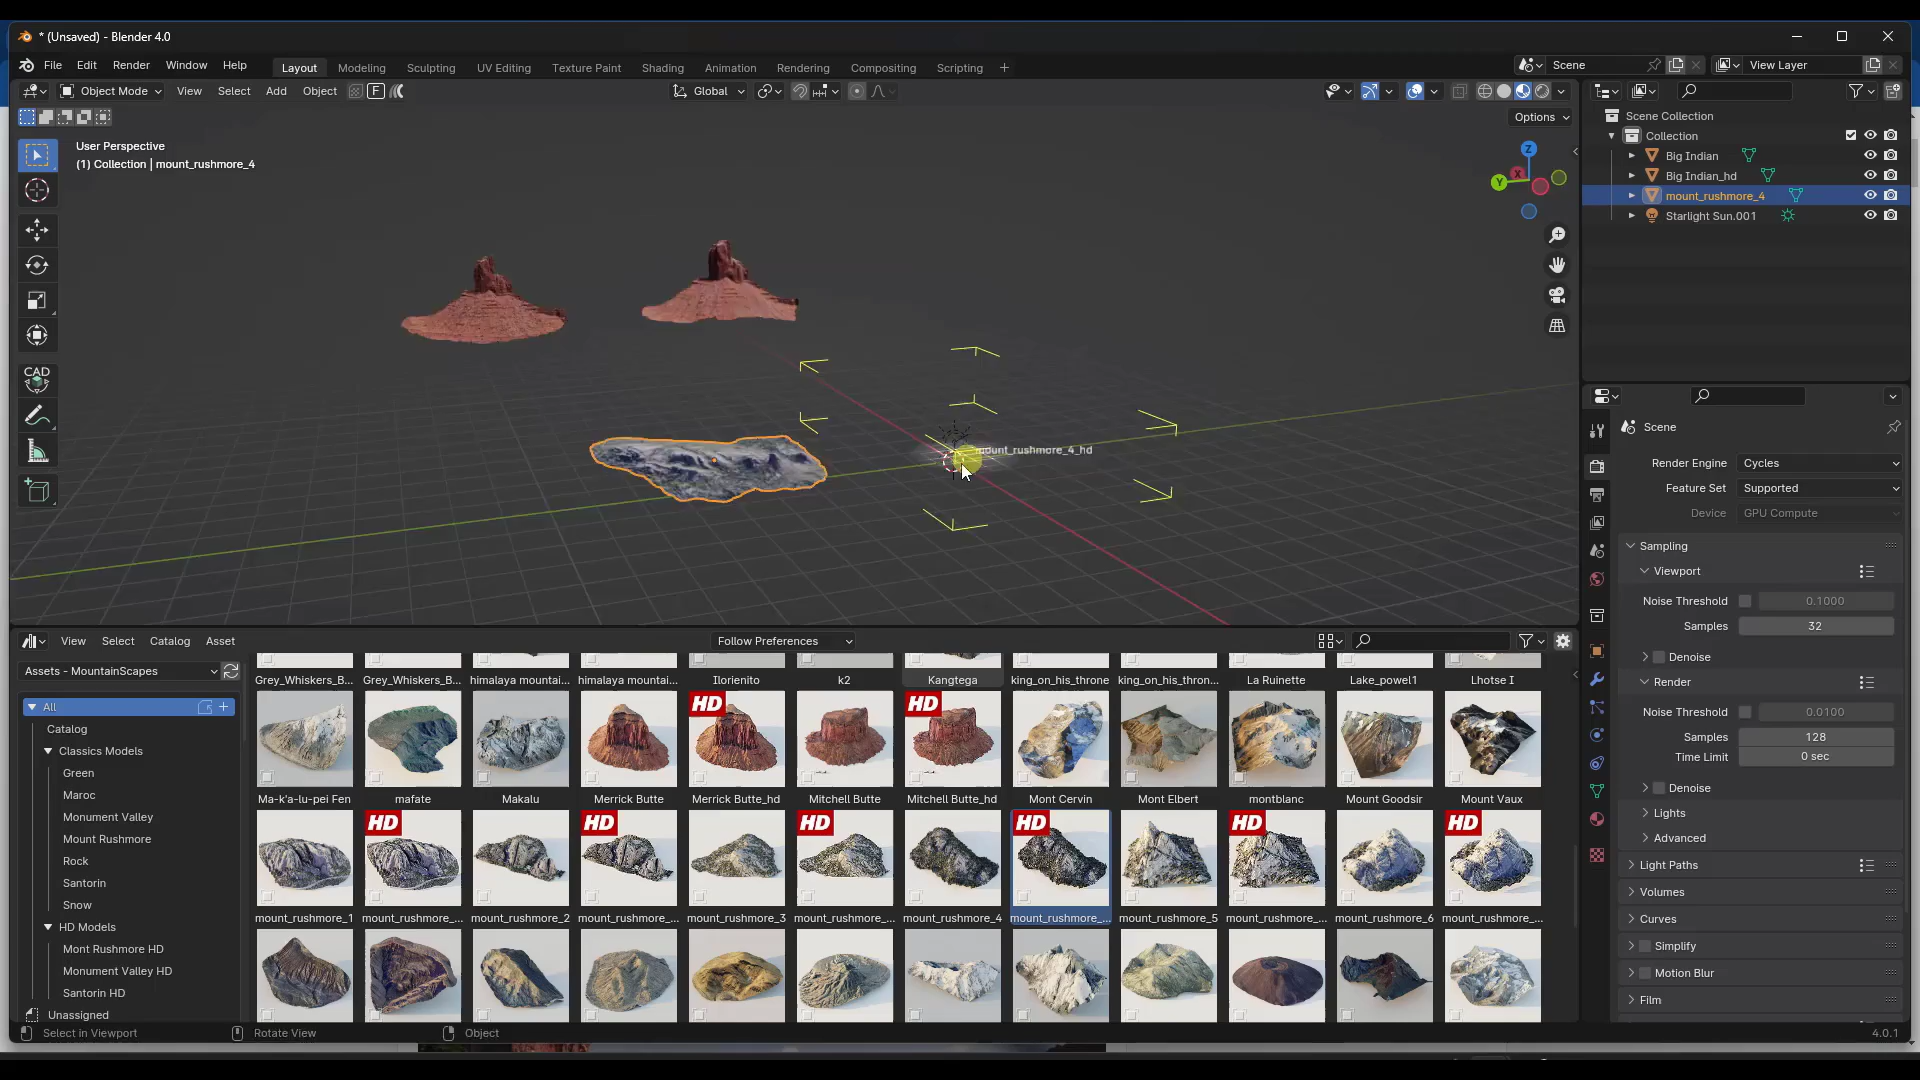 * (Unsaved) - Blender 4.0
File Edit Render Window Help Layout Modeling Sculpting UV Editing Texture Paint Shading Animation Rendering Compositing Scripting + Scene View Layer
Object Mode View Select Add Object F Global
Options
User Perspective
(1) Collection | mount_rushmore_4
Z
Y X
CAD
mount_rushmore_4_hd
Scene Collection
Collection
Big Indian
Big Indian_hd
mount_rushmore_4
Starlight Sun.001
Scene
Render Engine Cycles
Feature Set Supported
Device GPU Compute
Sampling
Viewport
Noise Threshold 0.1000
Samples 32
Denoise
Render
Noise Threshold 0.0100
Samples 128
Time Limit 0 sec
Denoise
Lights
Advanced
Light Paths
Volumes
Curves
Simplify
Motion Blur
Film
View Select Catalog Asset Follow Preferences
Assets - MountainScapes
All +
Catalog
Classics Models
Green
Maroc
Monument Valley
Mount Rushmore
Rock
Santorin
Snow
HD Models
Mont Rushmore HD
Monument Valley HD
Santorin HD
Unassigned
Grey_Whiskers_B... Grey_Whiskers_B... himalaya mountai... himalaya mountai... Ilorienito k2 Kangtega king_on_his_throne king_on_his_thron... La Ruinette Lake_powel1 Lhotse I
HD HD
Ma-k'a-lu-pei Fen mafate Makalu Merrick Butte Merrick Butte_hd Mitchell Butte Mitchell Butte_hd Mont Cervin Mont Elbert montblanc Mount Goodsir Mount Vaux
HD HD HD HD HD HD
mount_rushmore_1 mount_rushmore_... mount_rushmore_2 mount_rushmore_... mount_rushmore_3 mount_rushmore_... mount_rushmore_4 mount_rushmore_... mount_rushmore_5 mount_rushmore_... mount_rushmore_6 mount_rushmore_...
Select in Viewport Rotate View Object 4.0.1